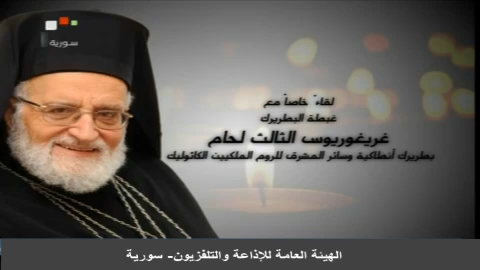 سورية
لقاءً خاصاً مع
غبطة البطريرك
غريغوريوس الثالث لحام
بطريرك أنطاكية وسائر المشرق للروم الملكييت الكاثوليك
الهيئة العامة للإذاعة والتلفزيون- سورية